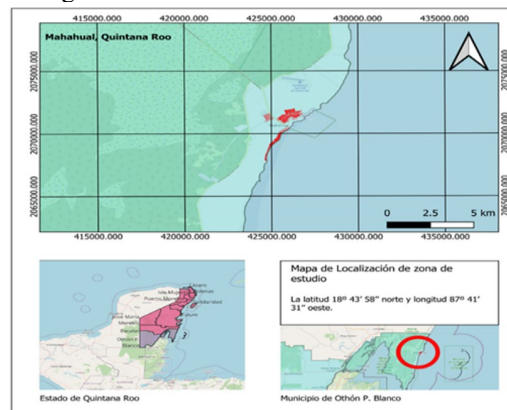 415000.000 420000.000 425000.000 430000.000 435000.000
Mahahual, Quintana Roo
2075000.000
2070000.000
2065000.000
2075000.000
2070000.000
2065000.000
0 2.5 5 km
415000.000 420000.000 425000.000 430000.000 435000.000
Mapa de Localización de zona de
estudio
La latitud 18º 43' 58” norte y longitud 87º 41'
31” oeste.
Estado de Quintana Roo
Municipio de Othón P. Blanco